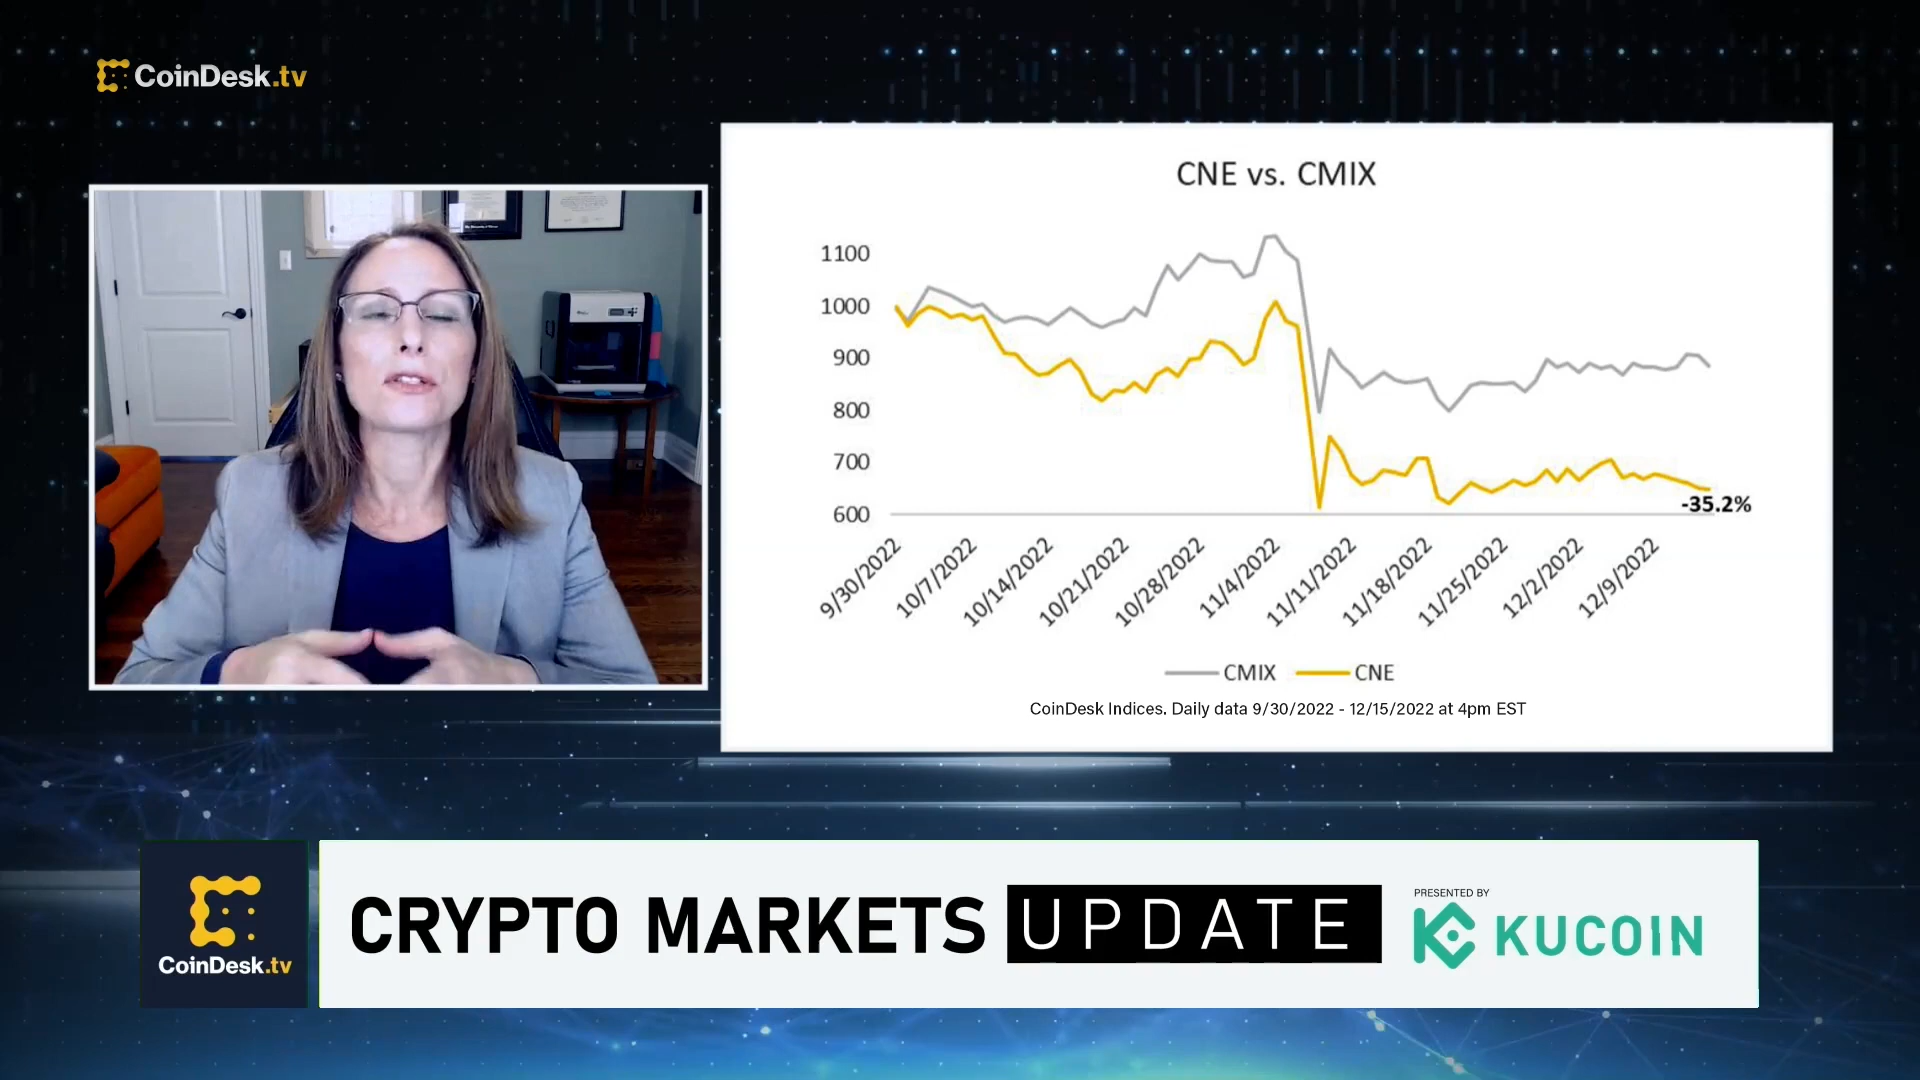 CoinDesk.tv
CNE vs. CMIX
1100
1000
900
800
700
600
-35.2%
9/30/2022
10/7/2022
10/14/2022
10/21/2022
10/28/2022
11/4/2022
11/11/2022
11/18/2022
11/25/2022
12/2/2022
12/9/2022
CMIX CNE
CoinDesk Indices. Daily data 9/30/2022 - 12/15/2022 at 4pm EST
CoinDesk.tv
CRYPTO MARKETS UPDATE
PRESENTED BY
KUCOIN